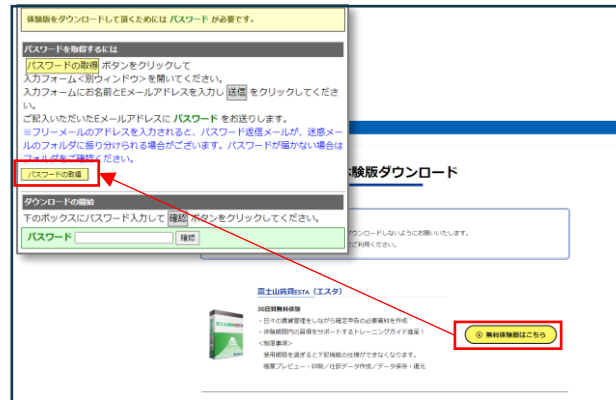 体験版をダウンロードして頂くためには パスワード が必要です。
パスワードを取得するには
パスワードの取得 ボタンをクリックして
入力フォーム<別ウィンドウ>を開いてください。
入力フォームにお名前とEメールアドレスを入力し 送信 をクリックしてくださ
い。
ご記入いただいたEメールアドレスに パスワード をお送りします。
※フリーメールのアドレスを入力されると、パスワード返信メールが、迷惑メー
ルのフォルダに振り分けられる場合がございます。パスワードが届かない場合は
フォルダをご確認ください。
パスワードの取得
ダウンロードの開始
下のボックスにパスワード入力して 確認 ボタンをクリックしてください。
パスワード 確認
験版ダウンロード
ウンロードしないようにお願いいたします。
ご利用ください。
富士山賃貸ESTA（エスタ）
30日間無料体験
・日々の賃貸管理をしながら確定申告の必要資料を作成
・体験期間内の習得をサポートするトレーニングガイド進呈！
<制限事項>
使用期限を過ぎると下記機能の仕様ができなくなります。
帳票プレビュー・印刷／仕訳データ作成／データ保存・復元
無料体験版はこちら